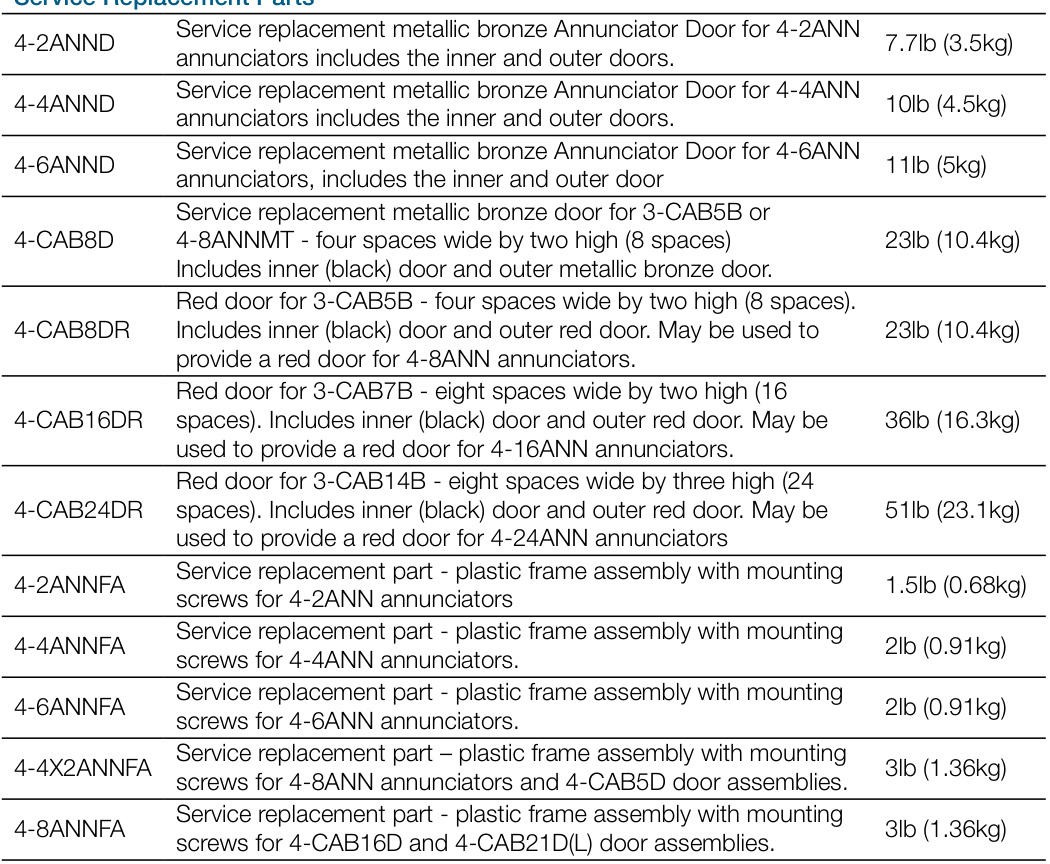 Service Replacement Parts
4-2ANND
Service replacement metallic bronze Annunciator Door for 4-2ANN
annunciators includes the inner and outer doors.
7.7lb (3.5kg)
4-4ANND
Service replacement metallic bronze Annunciator Door for 4-4ANN
annunciators includes the inner and outer doors.
10lb (4.5kg)
4-6ANND
Service replacement metallic bronze Annunciator Door for 4-6ANN
annunciators, includes the inner and outer door
11lb (5kg)
4-CAB8D
Service replacement metallic bronze door for 3-CAB5B or
4-8ANNMT - four spaces wide by two high (8 spaces)
Includes inner (black) door and outer metallic bronze door.
23lb (10.4kg)
4-CAB8DR
Red door for 3-CAB5B - four spaces wide by two high (8 spaces).
Includes inner (black) door and outer red door. May be used to
provide a red door for 4-8ANN annunciators.
23lb (10.4kg)
4-CAB16DR
Red door for 3-CAB7B - eight spaces wide by two high (16
spaces). Includes inner (black) door and outer red door. May be
used to provide a red door for 4-16ANN annunciators.
36lb (16.3kg)
4-CAB24DR
Red door for 3-CAB14B - eight spaces wide by three high (24
spaces). Includes inner (black) door and outer red door. May be
used to provide a red door for 4-24ANN annunciators
51lb (23.1kg)
4-2ANNFA
Service replacement part - plastic frame assembly with mounting
screws for 4-2ANN annunciators
1.5lb (0.68kg)
4-4ANNFA
Service replacement part - plastic frame assembly with mounting
screws for 4-4ANN annunciators.
2lb (0.91kg)
4-6ANNFA
Service replacement part - plastic frame assembly with mounting
screws for 4-6ANN annunciators.
2lb (0.91kg)
4-4X2ANNFA
Service replacement part – plastic frame assembly with mounting
screws for 4-8ANN annunciators and 4-CAB5D door assemblies.
3lb (1.36kg)
4-8ANNFA
Service replacement part - plastic frame assembly with mounting
screws for 4-CAB16D and 4-CAB21D(L) door assemblies.
3lb (1.36kg)